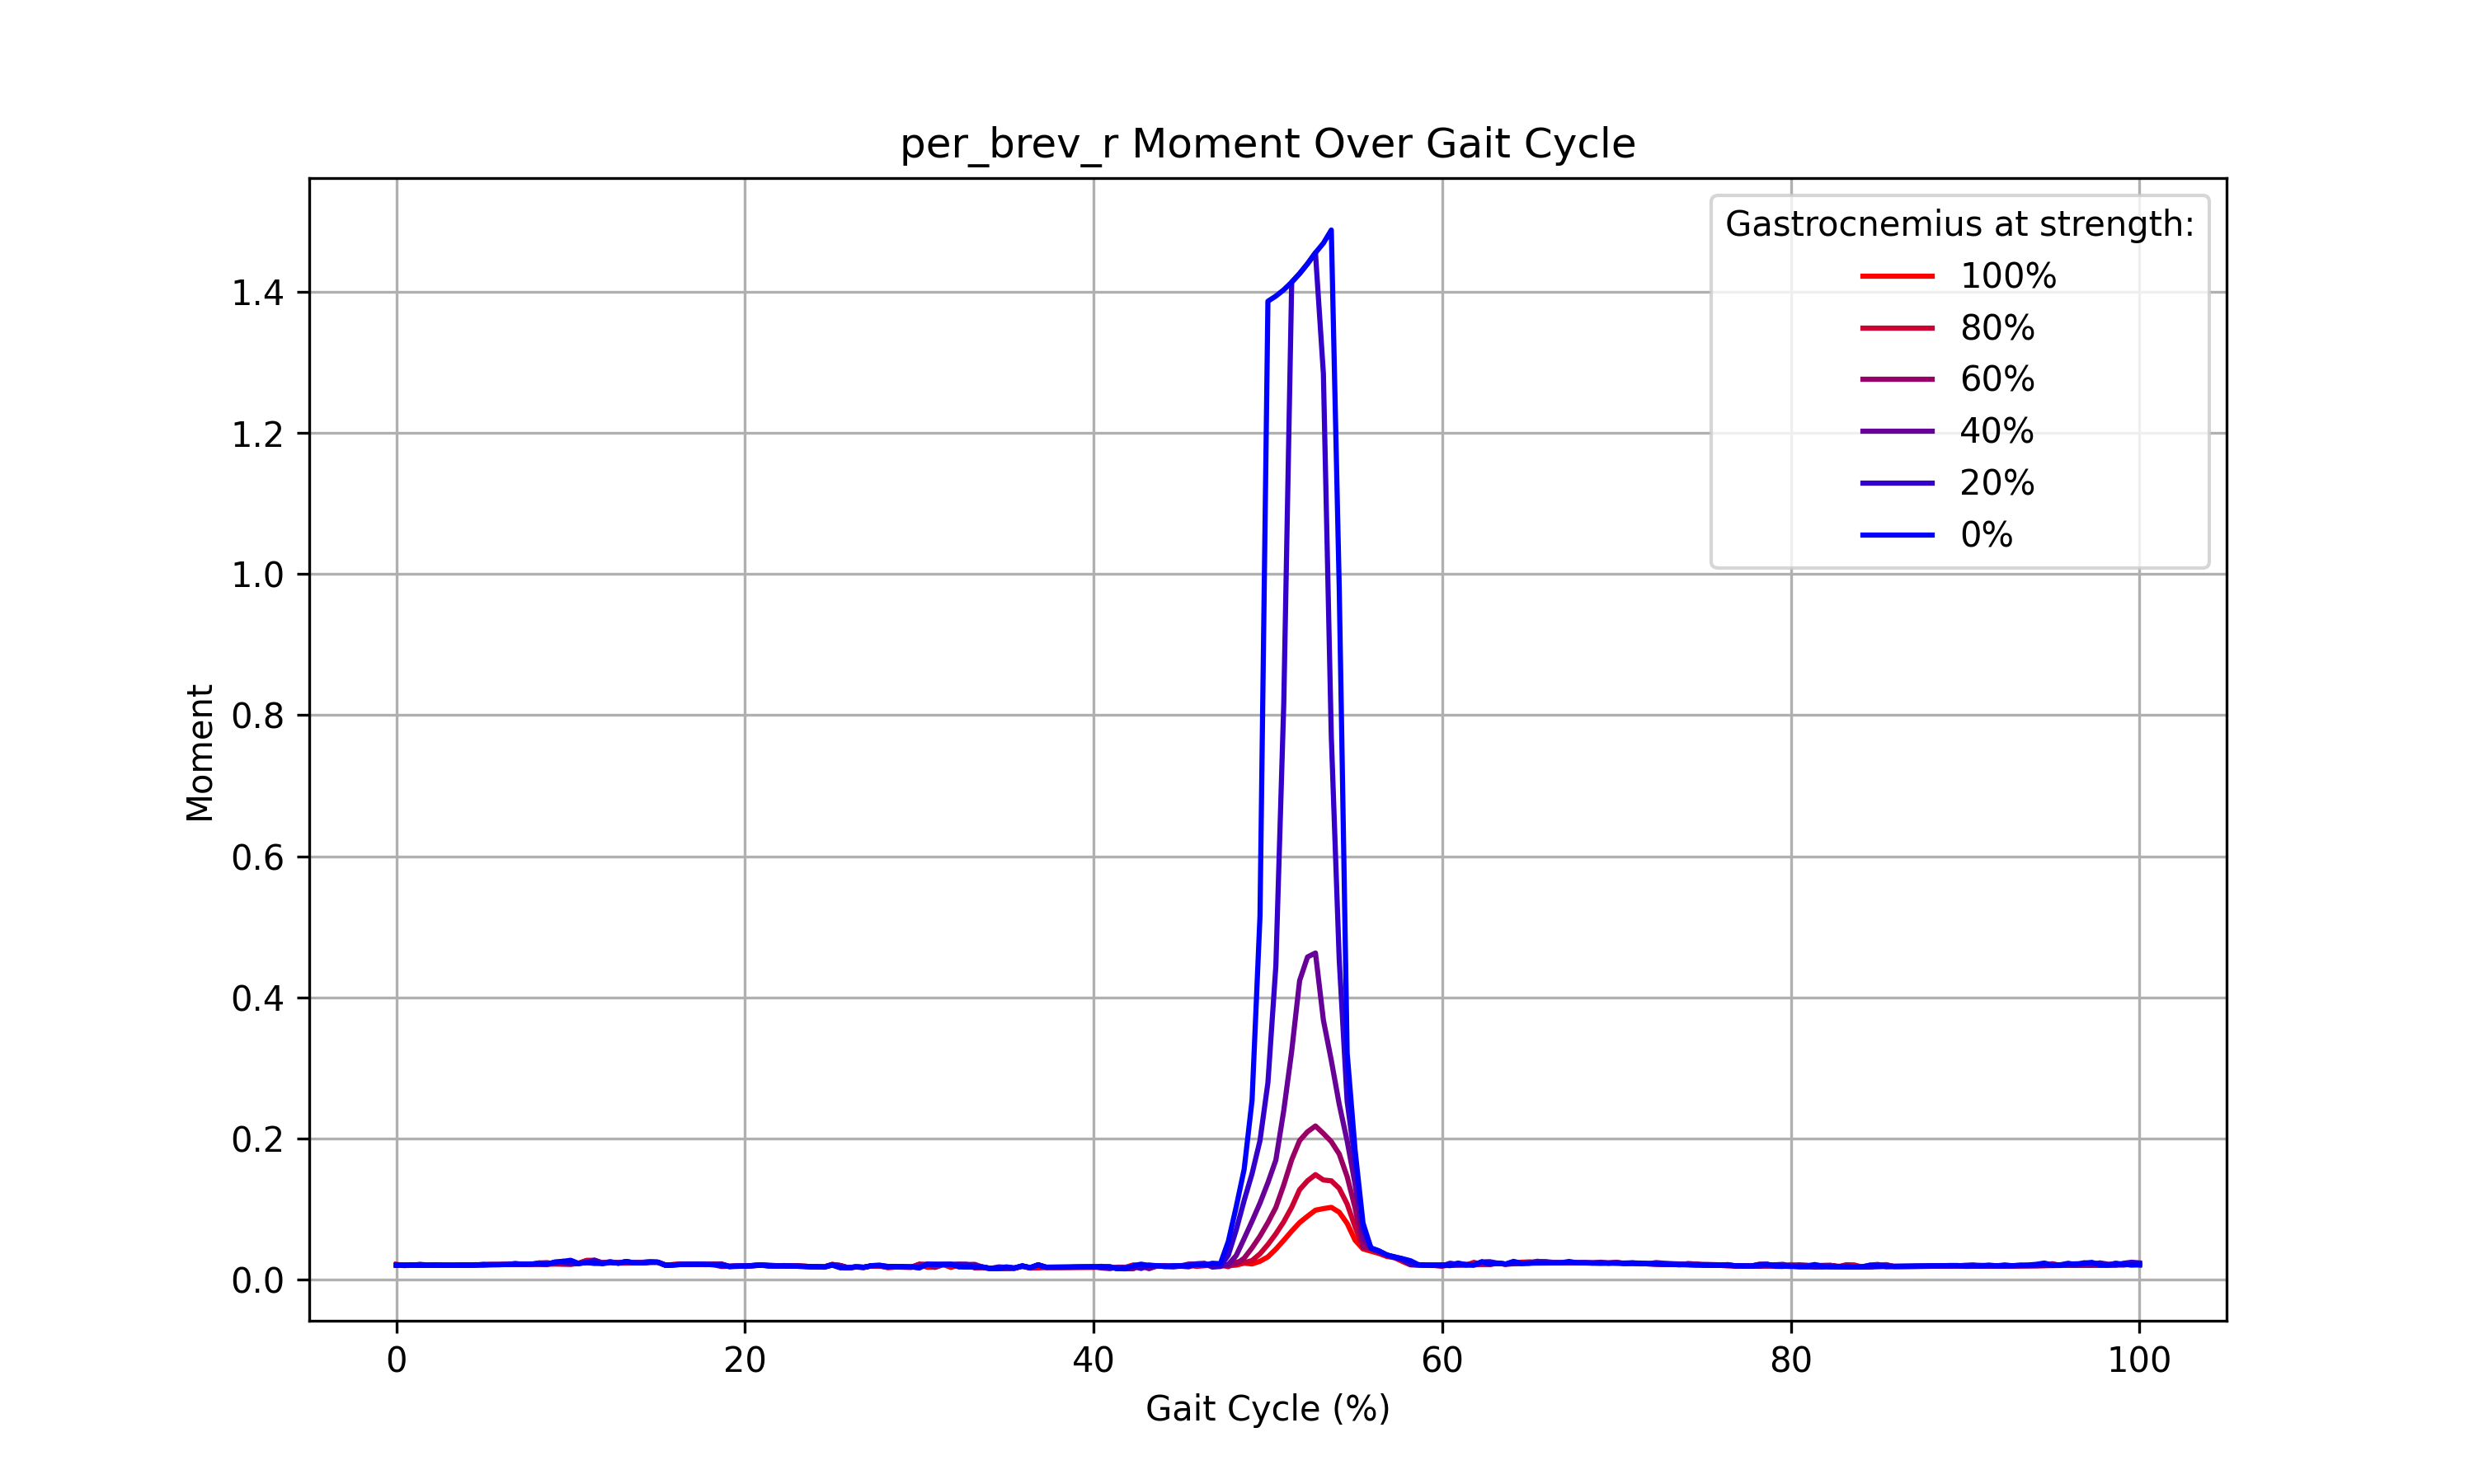 per_brev_r Moment Over Gait Cycle
Gastrocnemius at strength:
100%
80%
60%
40%
20%
0%
Moment
1.4
1.2
1.0
0.8
0.6
0.4
0.2
0.0
0 20 40 60 80 100
Gait Cycle (%)